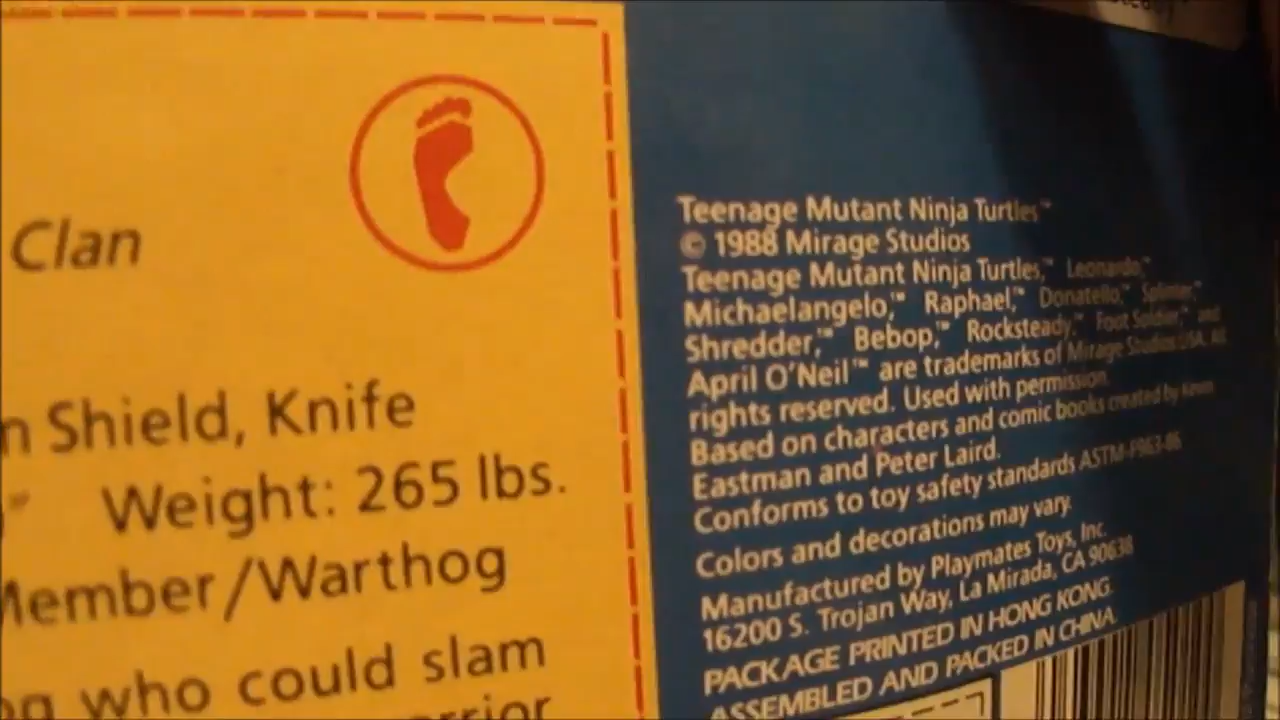 Clan
n Shield, Knife
Weight: 265 lbs.
Member/Warthog
og who could slam
rrior
Teenage Mutant Ninja Turtles™
© 1988 Mirage Studios
Teenage Mutant Ninja Turtles,™ Leonardo,™
Michaelangelo,™ Raphael,™ Donatello,™ Splinter,™
Shredder,™ Bebop,™ Rocksteady,™ Foot Soldier,™ and
April O'Neil™ are trademarks of Mirage Studios USA. All
rights reserved. Used with permission.
Based on characters and comic books created by Kevin
Eastman and Peter Laird.
Conforms to toy safety standards ASTM-F963-86
Colors and decorations may vary.
Manufactured by Playmates Toys, Inc.
16200 S. Trojan Way, La Mirada, CA 90638
PACKAGE PRINTED IN HONG KONG.
ASSEMBLED AND PACKED IN CHINA.